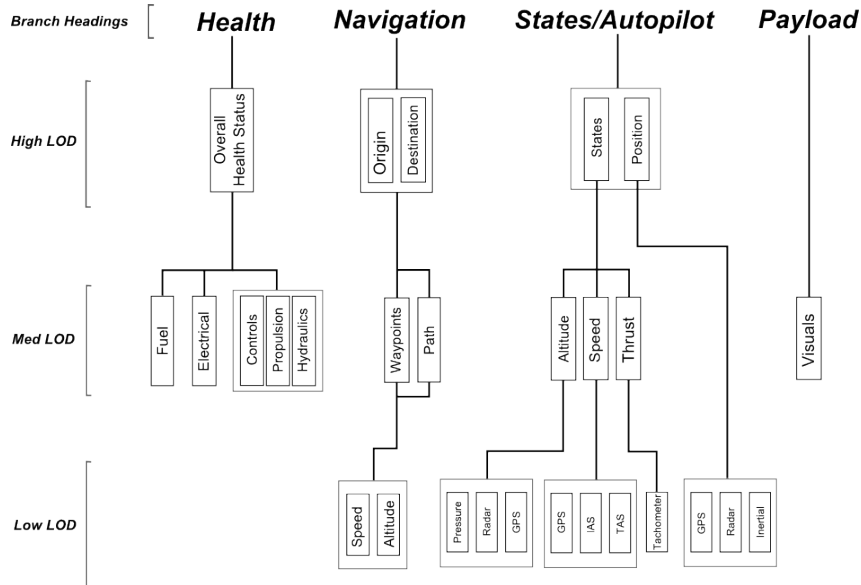 Branch Headings
Health
Navigation
States/Autopilot
Payload
High LOD
Overall
Health Status
Origin
Destination
States
Position
Med LOD
Fuel
Electrical
Controls
Propulsion
Hydraulics
Waypoints
Path
Altitude
Speed
Thrust
Visuals
Low LOD
Speed
Altitude
Pressure
Radar
GPS
GPS
IAS
TAS
Tachometer
GPS
Radar
Inertial